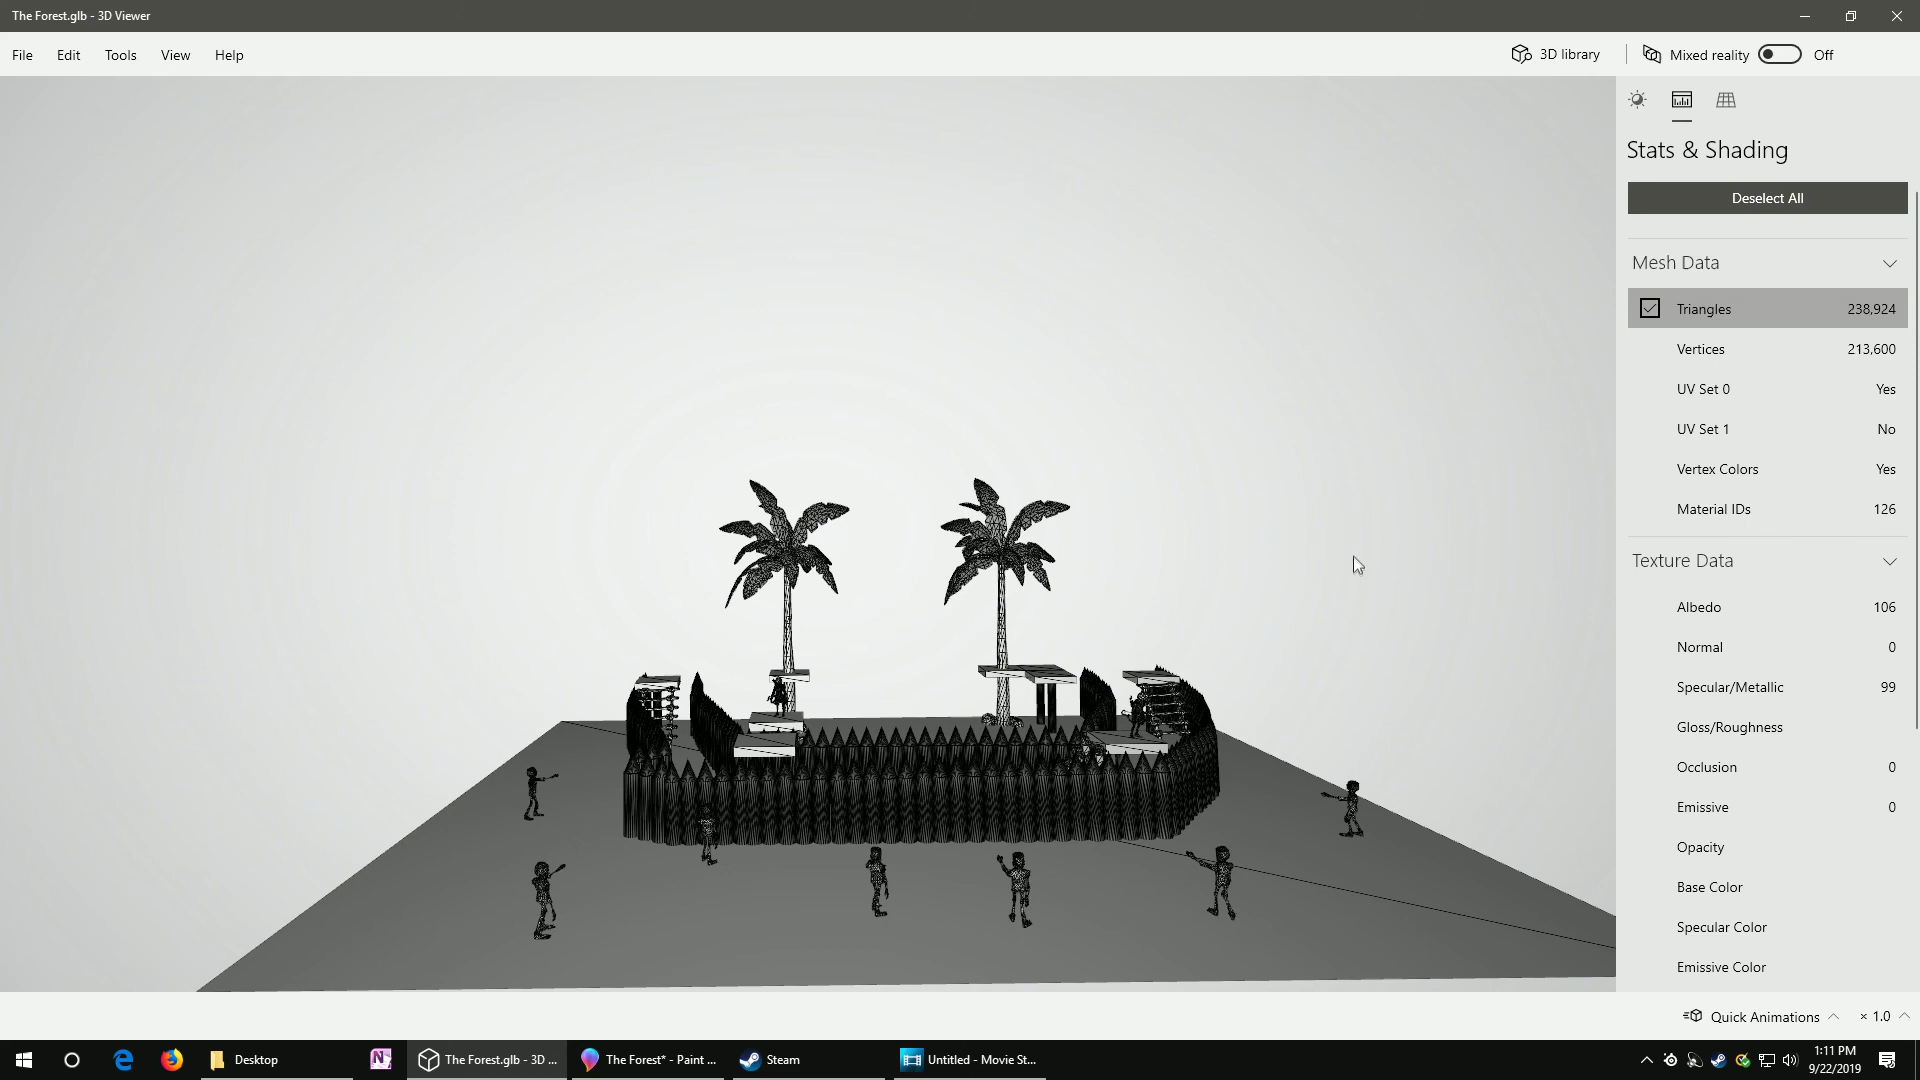 The Forest.glb - 3D Viewer
File Edit Tools View Help
3D library
Mixed reality Off
Stats & Shading
Deselect All
Mesh Data
Triangles 238,924
Vertices 213,600
UV Set 0 Yes
UV Set 1 No
Vertex Colors Yes
Material IDs 126
Texture Data
Albedo 106
Normal 0
Specular/Metallic 99
Gloss/Roughness
Occlusion 0
Emissive 0
Opacity
Base Color
Specular Color
Emissive Color
Quick Animations × 1.0
Desktop
The Forest.glb - 3D ...
The Forest* - Paint ...
Steam
Untitled - Movie St...
1:11 PM
9/22/2019